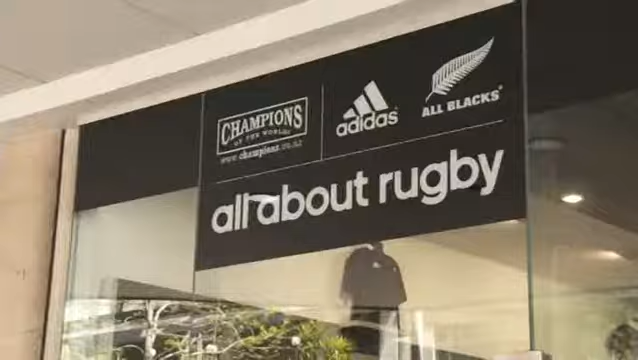 CHAMPIONS
OF THE WORLD
www.champions.co.nz
adidas
ALL BLACKS
all about rugby